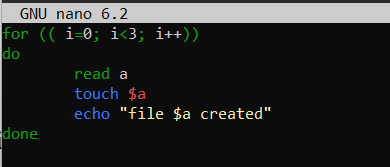 GNU nano 6.2
for (( i=0; i<3; i++))
do
        read a
        touch $a
        echo "file $a created"
done